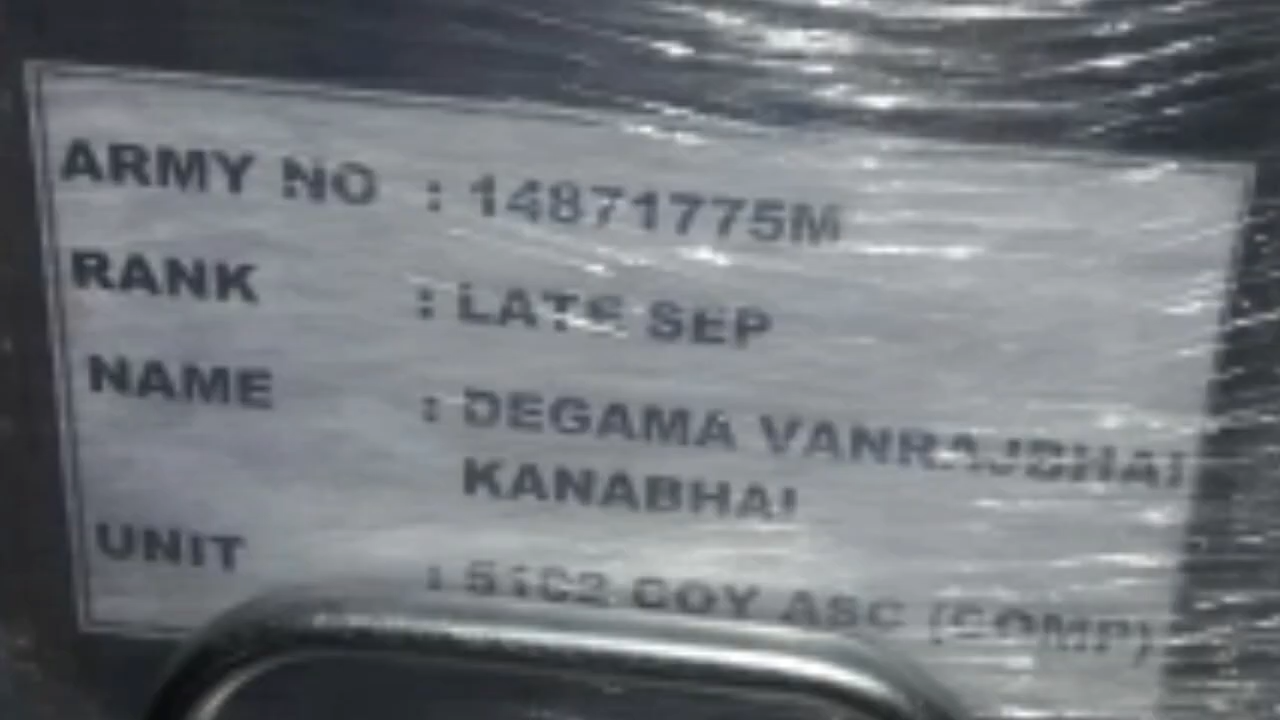 ARMY NO : 14871775M
RANK : LATE SEP
NAME : DEGAMA VANRAJBHAI
KANABHAI
UNIT : 5102 COY ASC (COMP)